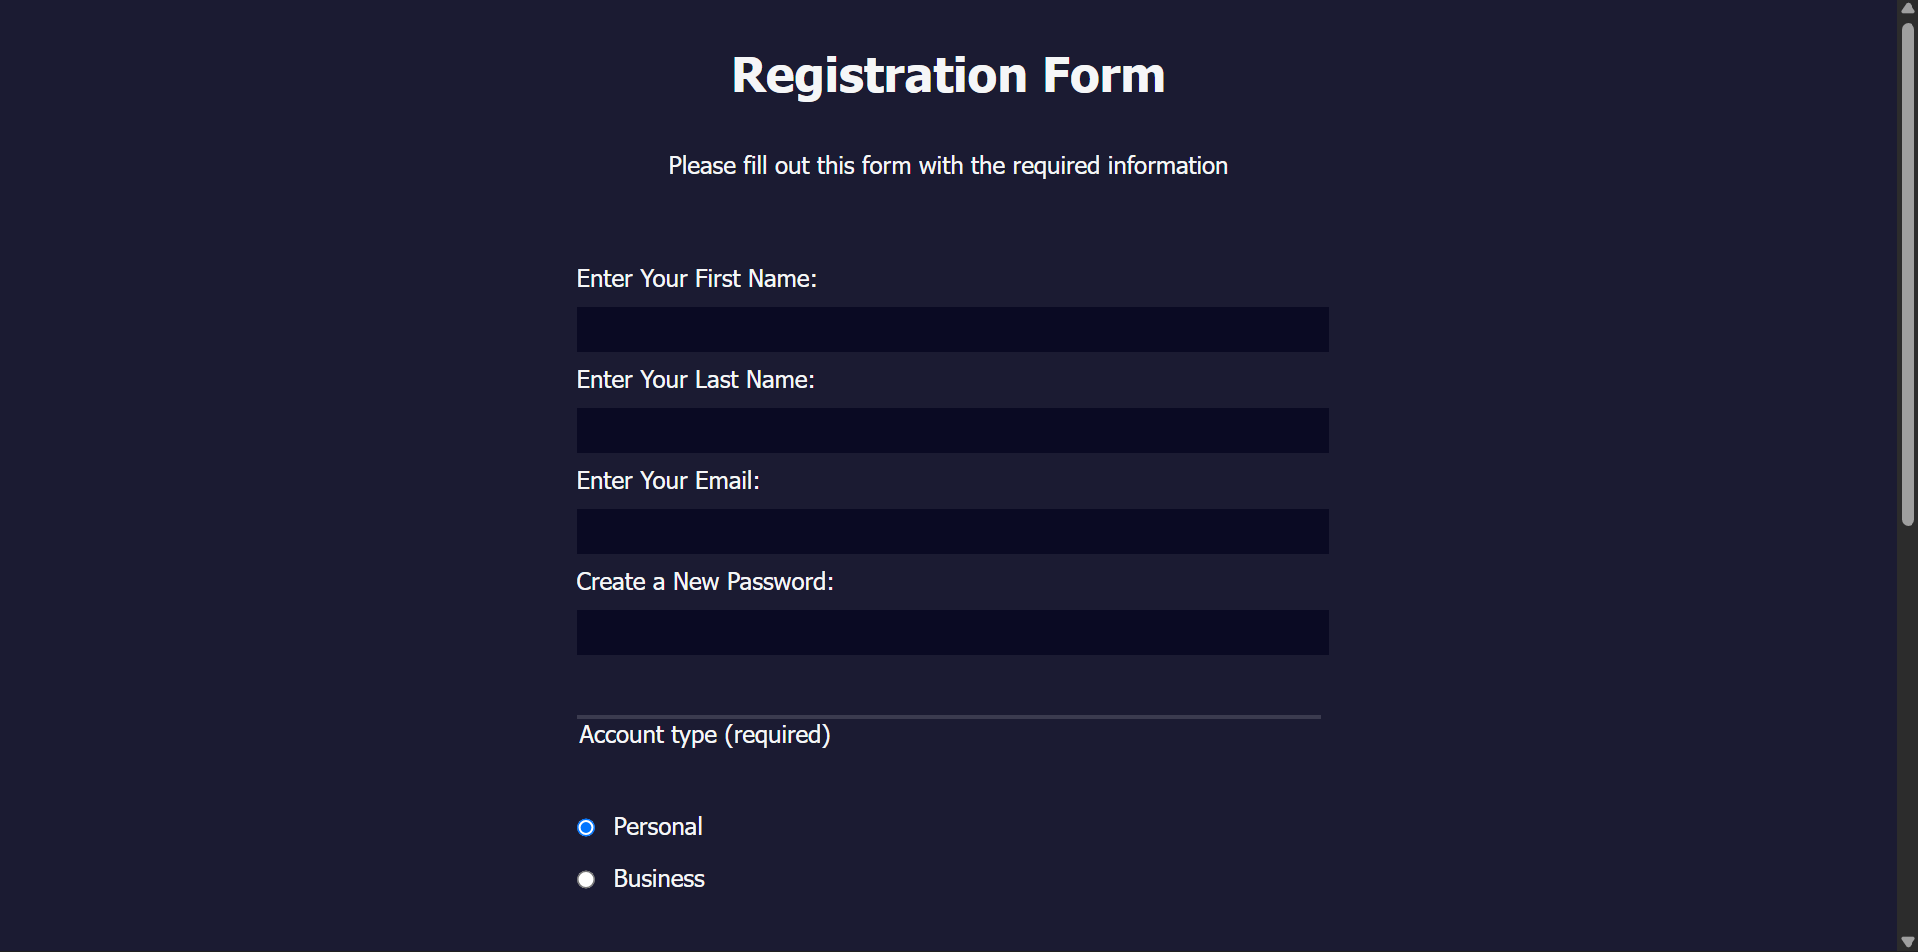 Registration Form
Please fill out this form with the required information
Enter Your First Name:
Enter Your Last Name:
Enter Your Email:
Create a New Password:
Account type (required)
Personal
Business